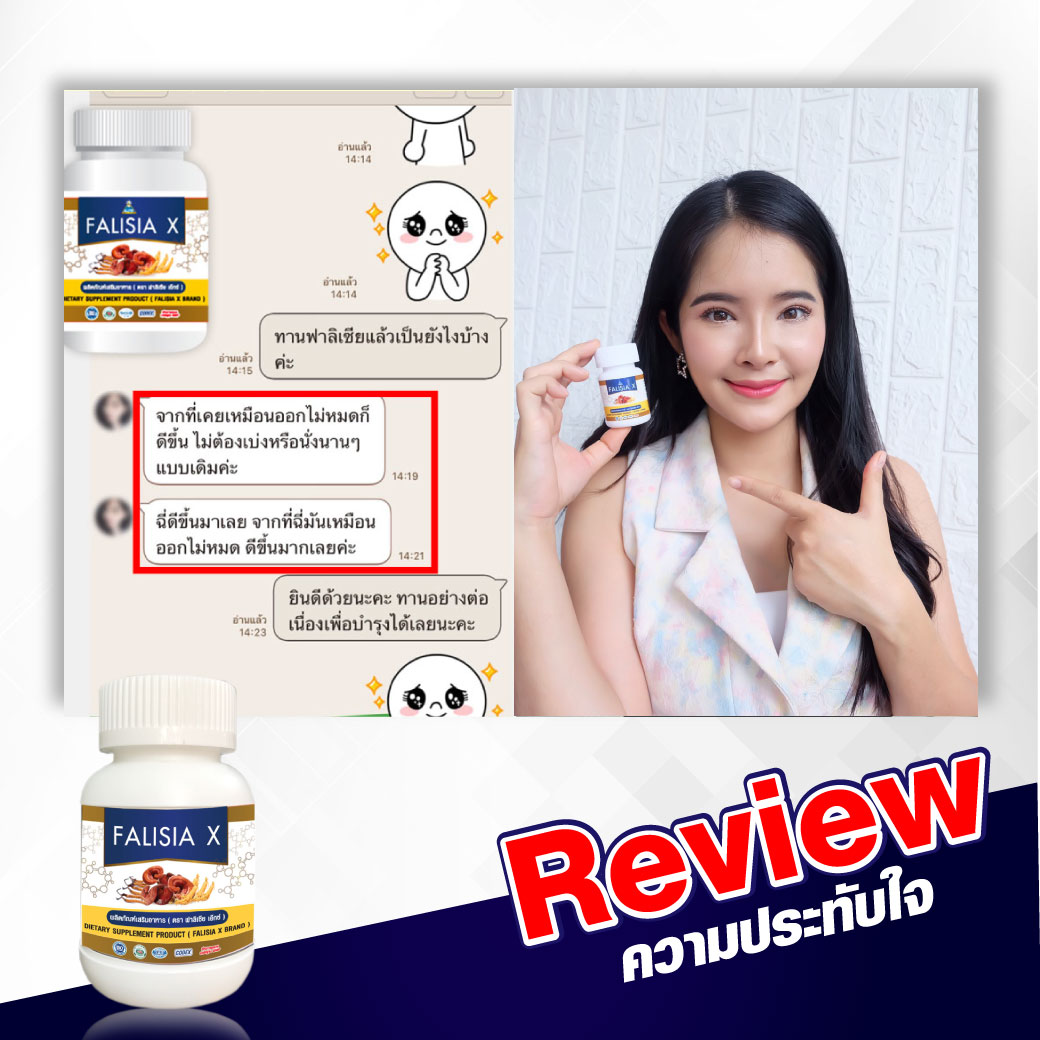 อ่านแล้ว
14:14
อ่านแล้ว
14:14
FALISIA X
ผลิตภัณฑ์เสริมอาหาร ( ตรา ฟาลิเซีย เอ็กซ์ )
DIETARY SUPPLEMENT PRODUCT ( FALISIA X BRAND )
CODEX
ทานฟาลิเซียแล้วเป็นยังไงบ้าง
ค่ะ
อ่านแล้ว
14:15
จากที่เคยเหมือนออกไม่หมดก็
ดีขึ้น ไม่ต้องเบ่งหรือนั่งนานๆ
แบบเดิมค่ะ
14:19
ฉี่ดีขึ้นมาเลย จากที่ฉี่มันเหมือน
ออกไม่หมด ดีขึ้นมากเลยค่ะ
14:21
ยินดีด้วยนะคะ ทานอย่างต่อ
เนื่องเพื่อบำรุงได้เลยนะคะ
อ่านแล้ว
14:23
FALISIA X
FALISIA X
ผลิตภัณฑ์เสริมอาหาร ( ตรา ฟาลิเซีย เอ็กซ์ )
DIETARY SUPPLEMENT PRODUCT ( FALISIA X BRAND )
CODEX
Review
ความประทับใจ